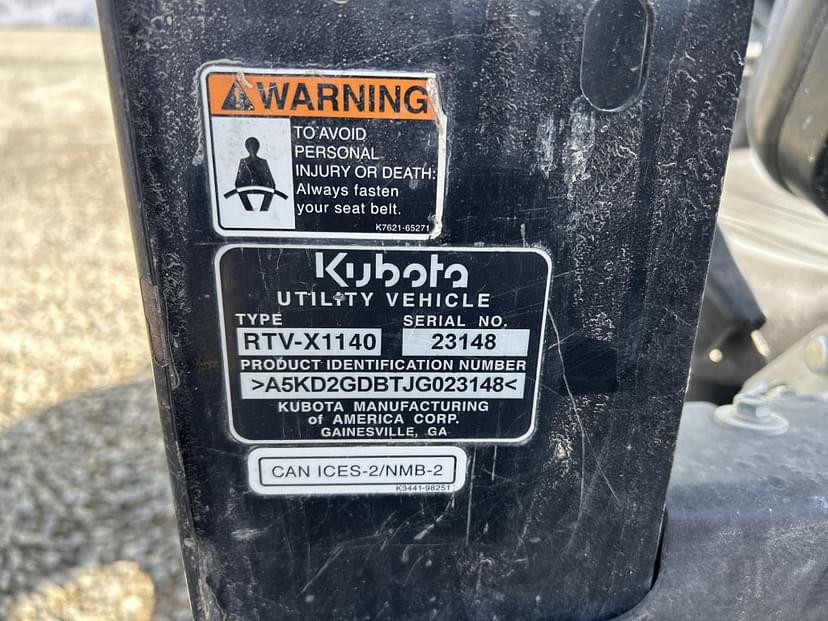 WARNING
TO AVOID
PERSONAL
INJURY OR DEATH:
Always fasten
your seat belt.
K7621-65271
Kubota
UTILITY VEHICLE
TYPE SERIAL NO.
RTV-X1140 23148
PRODUCT IDENTIFICATION NUMBER
>A5KD2GDBTJG023148<
KUBOTA MANUFACTURING
of AMERICA CORP.
GAINESVILLE, GA
CAN ICES-2/NMB-2
K3441-98251